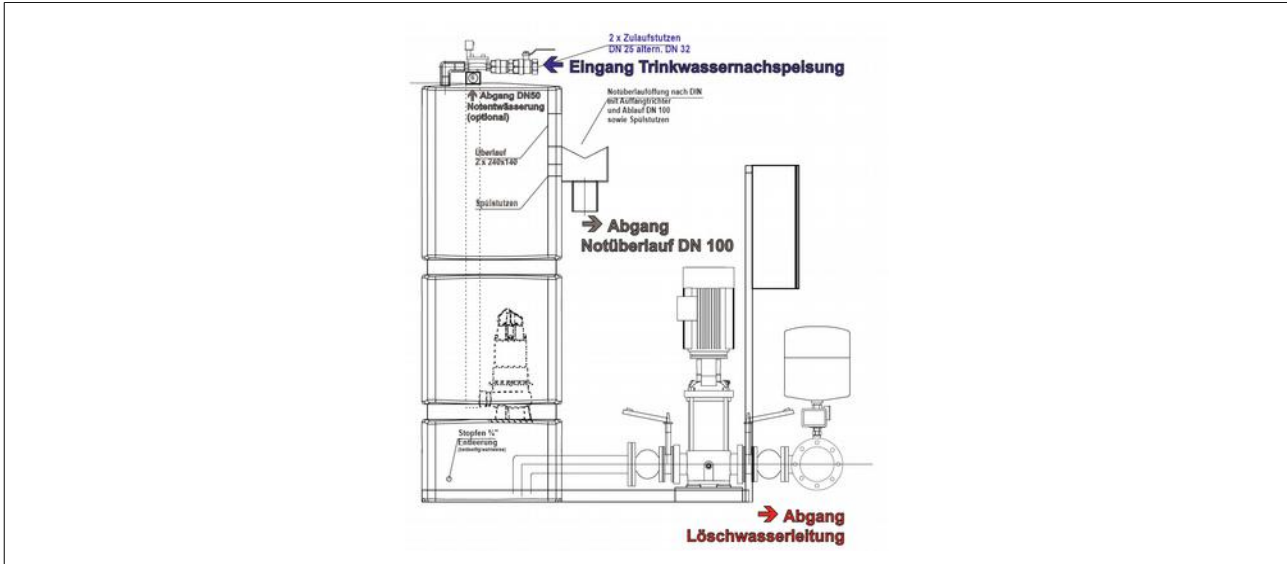 2 x Zulaufstutzen
DN 25 altern. DN 32
Eingang Trinkwassernachspeisung
Abgang DN50
Notentwässerung
(optional)
Notüberlauföffung nach DIN
mit Auffangtrichter
und Ablauf DN 100
sowie Spülstutzen
Überlauf
2 x 240x140
Spülstutzen
Abgang
Notüberlauf DN 100
Stopfen ¾"
Entleerung
Abgang
Löschwasserleitung